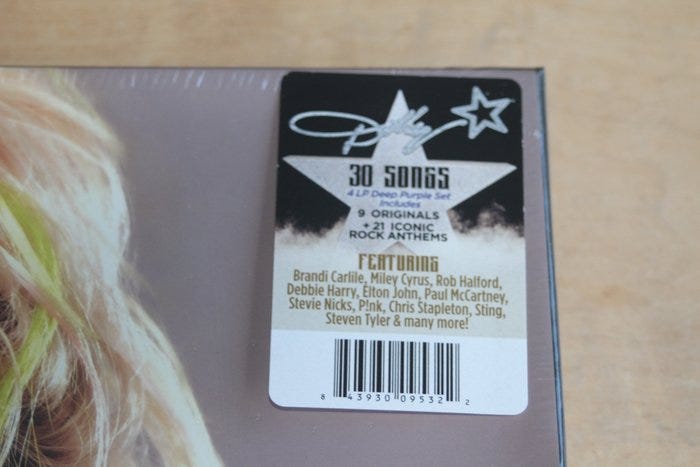 Dolly
30 SONGS
4 LP Deep Purple Set
Includes
9 ORIGINALS
+ 21 ICONIC
ROCK ANTHEMS
FEATURING
Brandi Carlile, Miley Cyrus, Rob Halford,
Debbie Harry, Elton John, Paul McCartney,
Stevie Nicks, P!nk, Chris Stapleton, Sting,
Steven Tyler & many more!
8 43930 09532 2